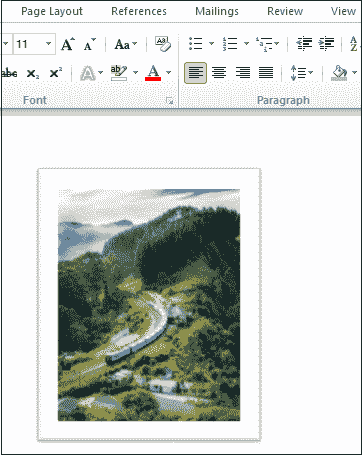 Page Layout References Mailings Review View
11 A A Aa
abc X₂ X² A ab A A Z
Font Paragraph